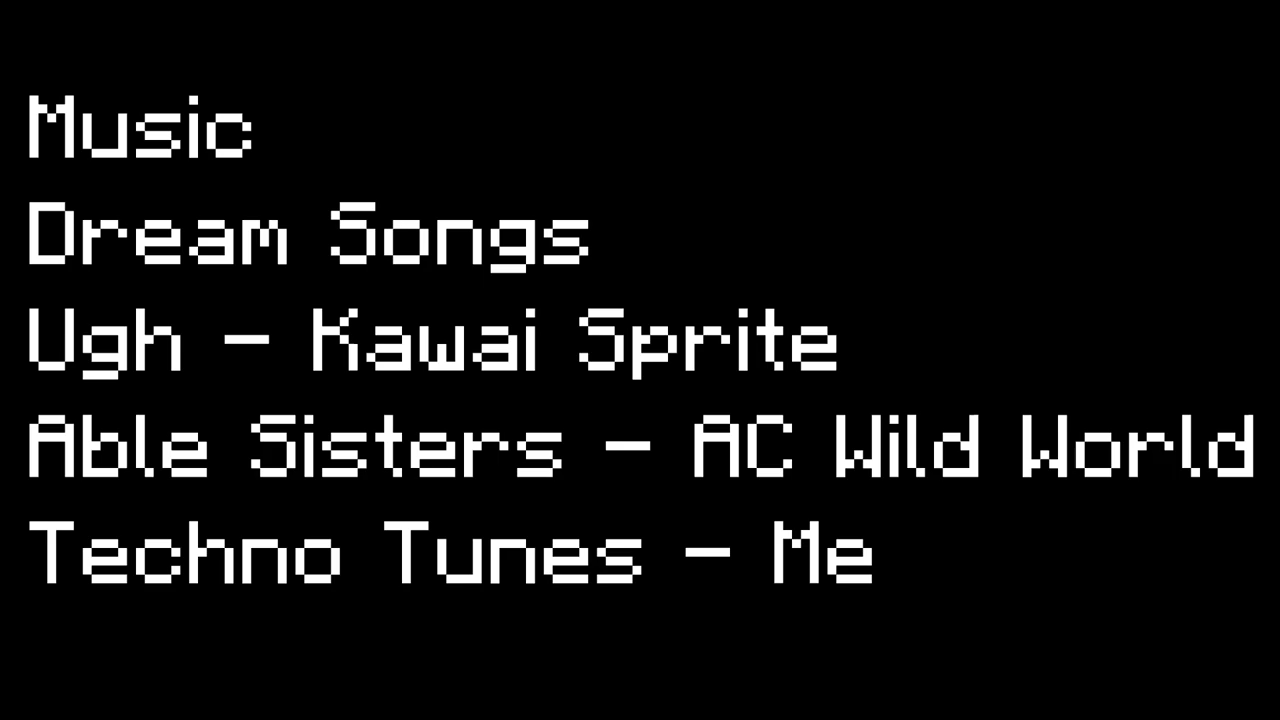 Music
Dream Songs
Ugh - Kawai Sprite
Able Sisters - AC Wild World
Techno Tunes - Me